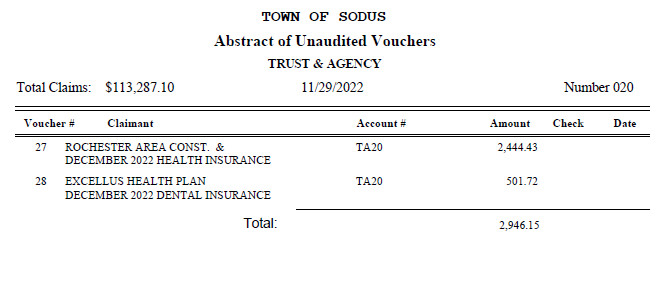 TOWN OF SODUS
Abstract of Unaudited Vouchers
TRUST & AGENCY
Total Claims: $113,287.10 11/29/2022 Number 020
Voucher # Claimant Account # Amount Check Date
27 ROCHESTER AREA CONST. & TA20 2,444.43
DECEMBER 2022 HEALTH INSURANCE
28 EXCELLUS HEALTH PLAN TA20 501.72
DECEMBER 2022 DENTAL INSURANCE
Total: 2,946.15